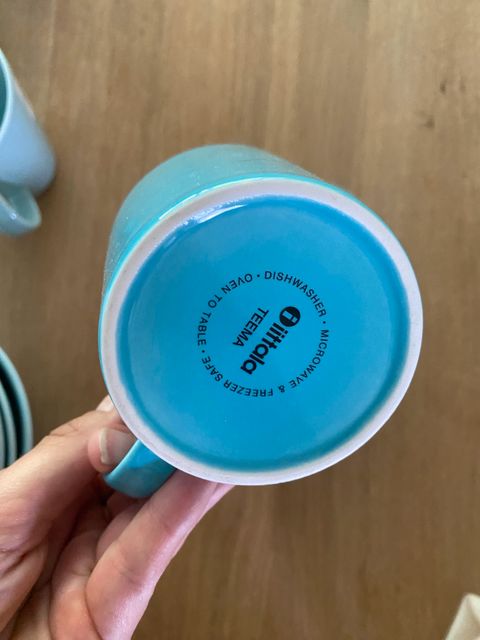 OVEN TO TABLE • DISHWASHER • MICROWAVE & FREEZER SAFE •
iittala
TEEMA